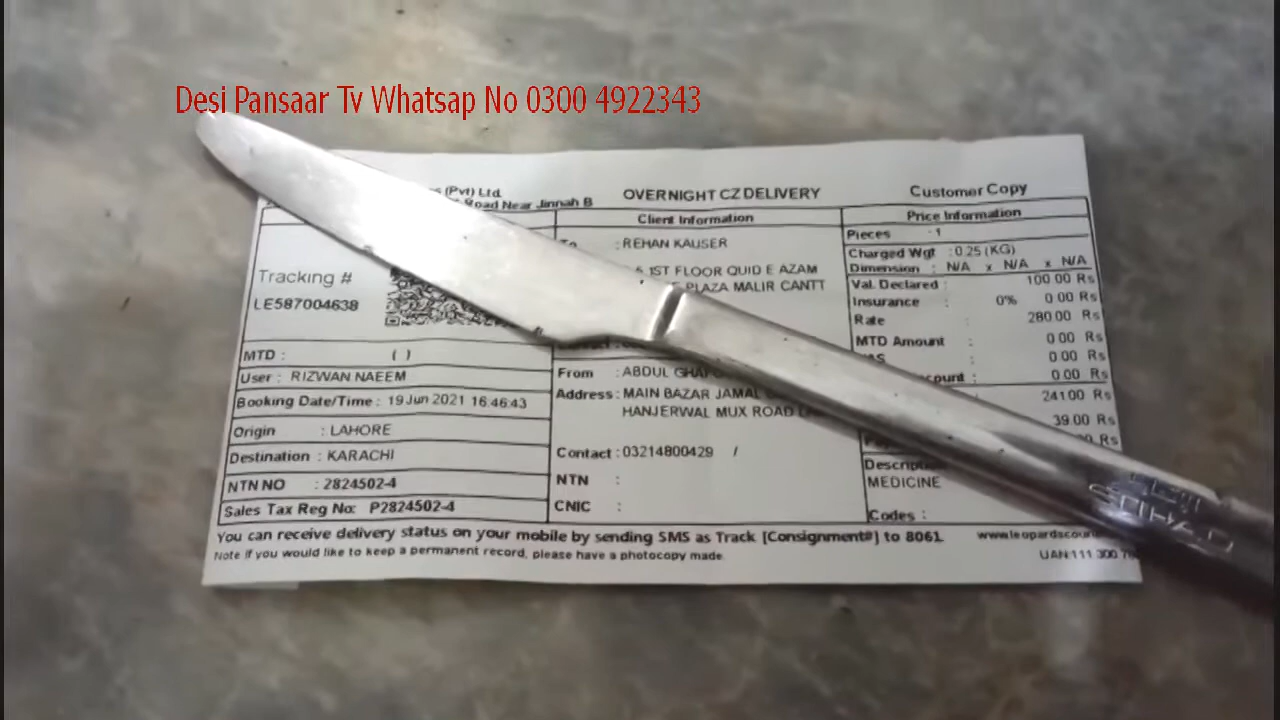 Desi Pansaar Tv Whatsap No 0300 4922343
(Pvt) Ltd.
Road Near Jinnah B
OVERNIGHT CZ DELIVERY
Customer Copy
Tracking #
LE587004638
MTD : ( )
User : RIZWAN NAEEM
Booking Date/Time : 19 Jun 2021 16:46:43
Origin : LAHORE
Destination : KARACHI
NTN NO : 2824502-4
Sales Tax Reg No: P2824502-4
Client Information
: REHAN KAUSER
1ST FLOOR QUID E AZAM
PLAZA MALIR CANTT
From : ABDUL
Address : MAIN BAZAR JAMAL
HANJERWAL MUX ROAD
Contact : 03214800429 /
NTN :
CNIC :
Price Information
Pieces : 1
Charged Wgt : 0.25 (KG)
Dimension : N/A x N/A x N/A
Val. Declared : 100.00 Rs
Insurance : 0% 0.00 Rs
Rate : 280.00 Rs
MTD Amount : 0.00 Rs
: 0.00 Rs
: 0.00 Rs
241.00 Rs
39.00 Rs
Rs
MEDICINE
Codes :
You can receive delivery status on your mobile by sending SMS as Track [Consignment#] to 8061
Note if you would like to keep a permanent record, please have a photocopy made.
UAN:111 300